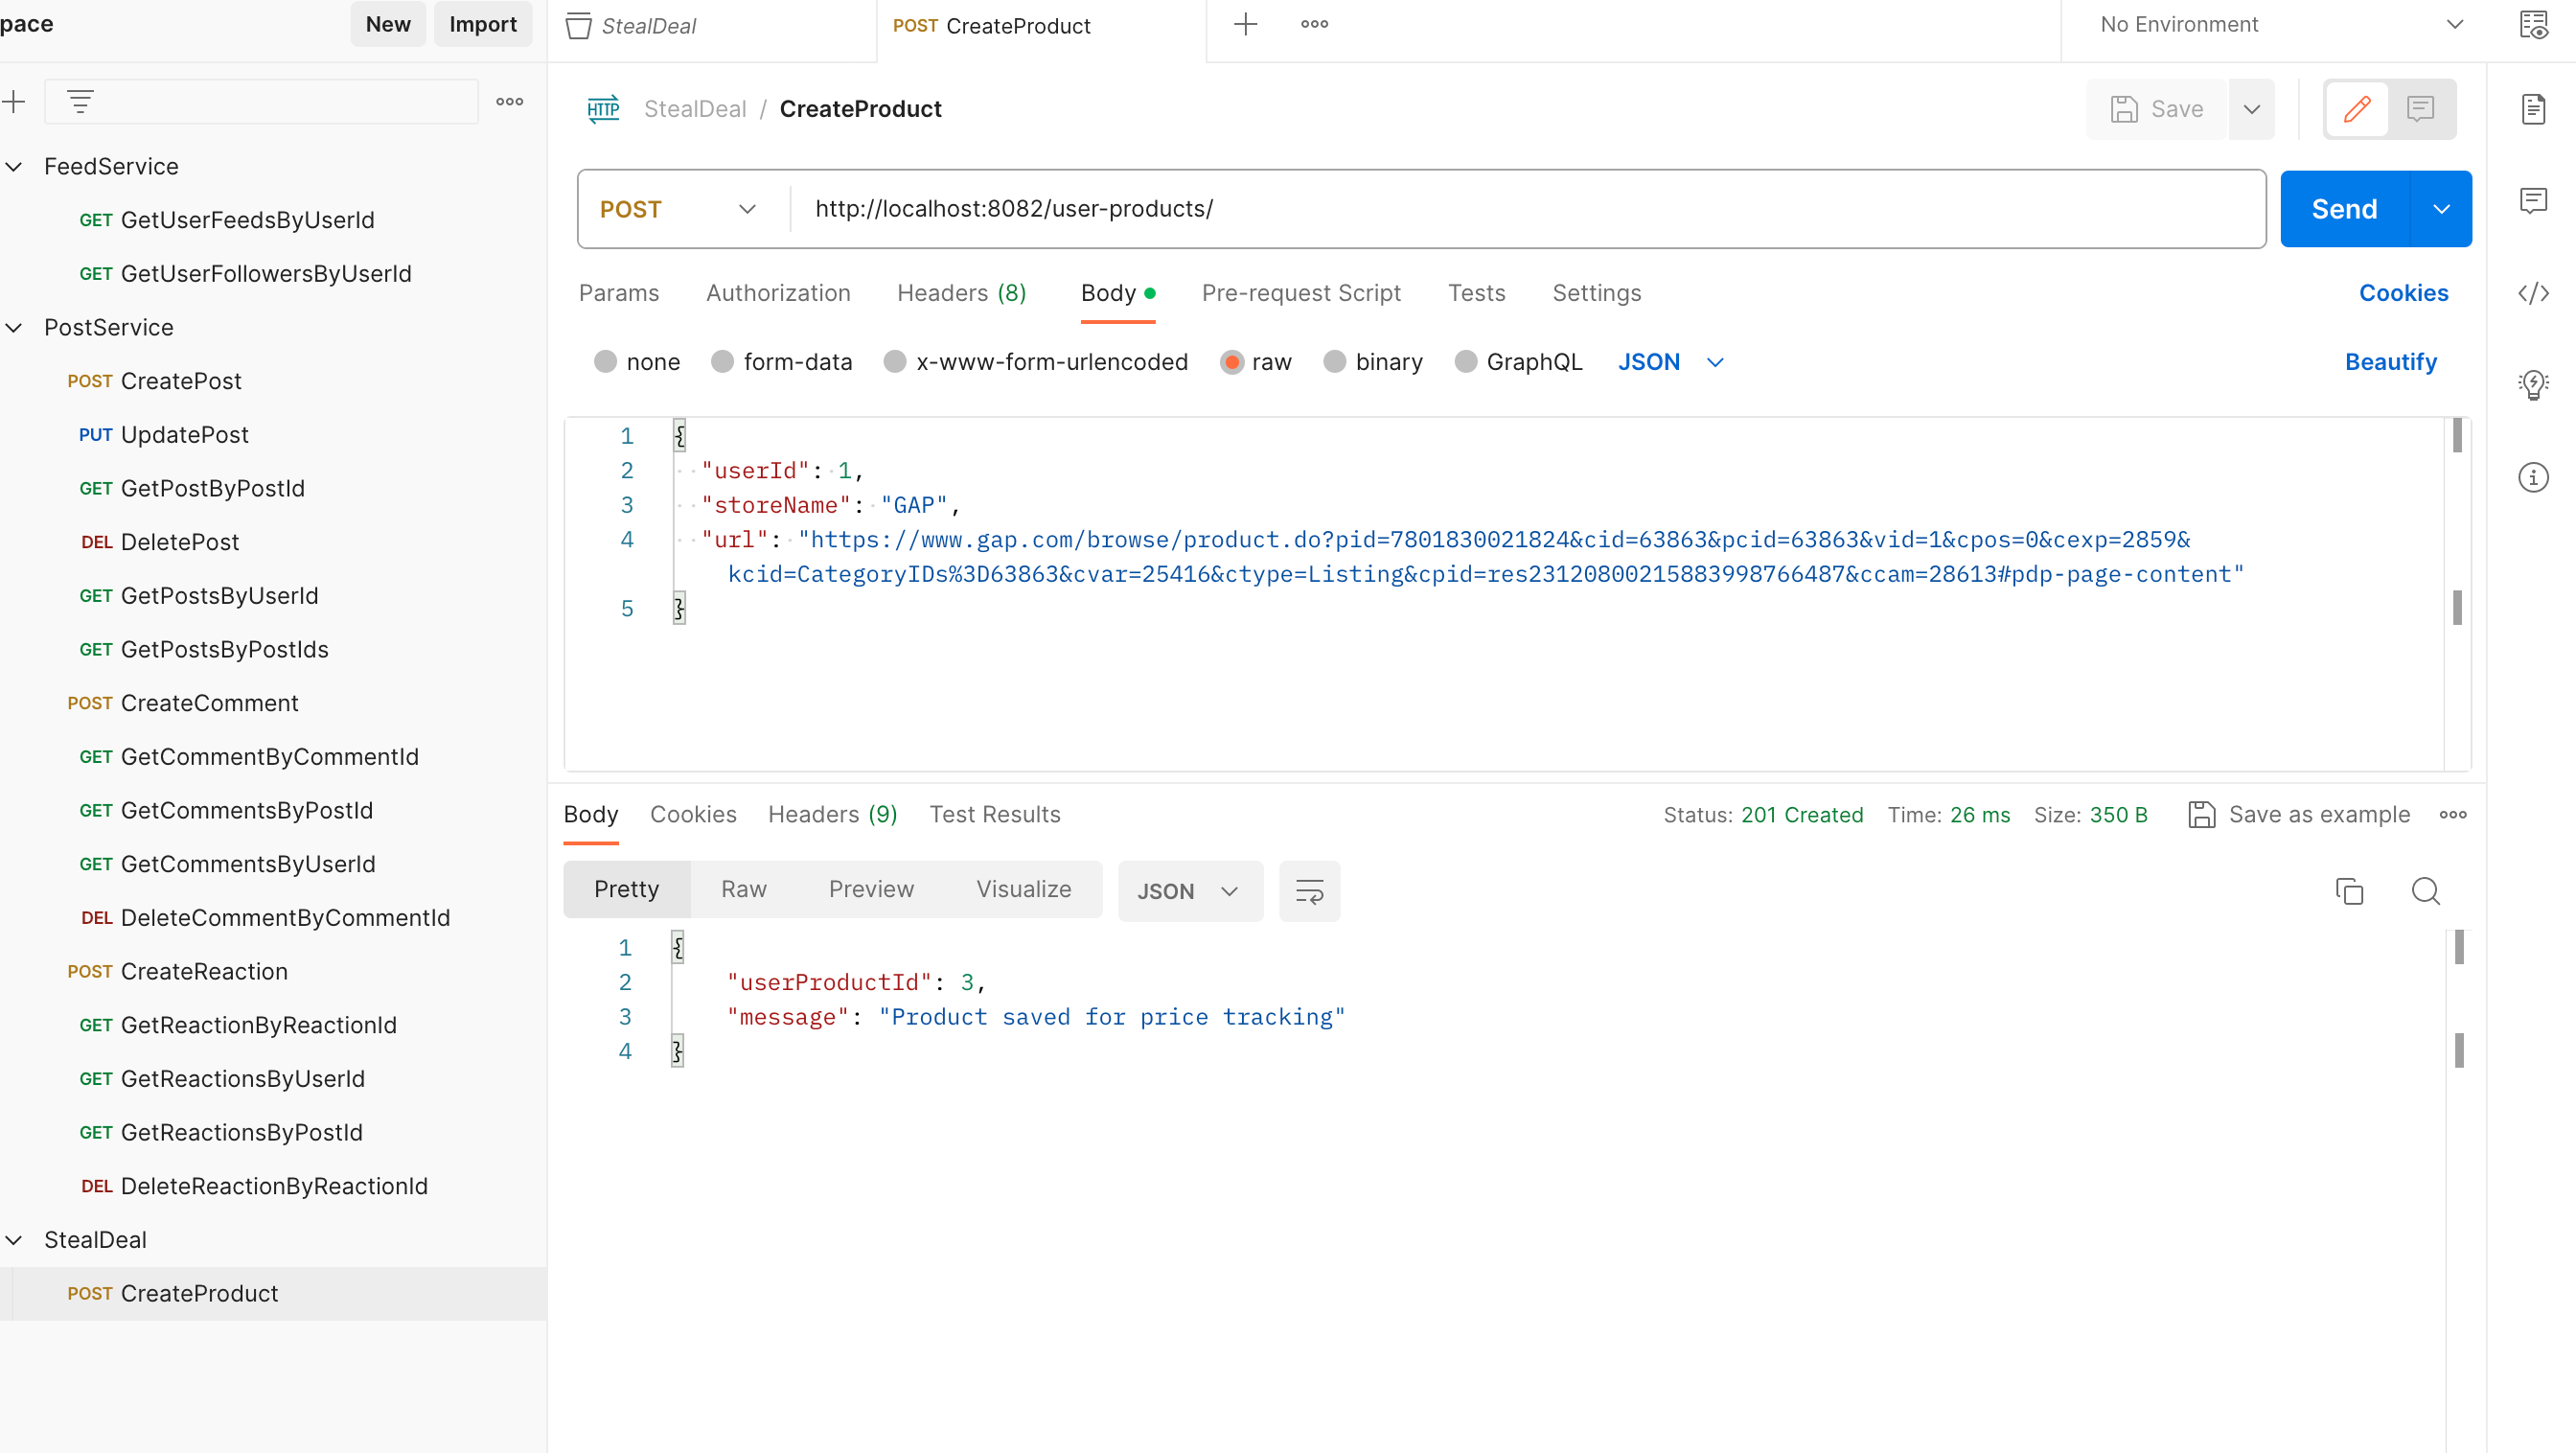 pace
New
Import
StealDeal
POST CreateProduct
No Environment
HTTP StealDeal / CreateProduct
Save
FeedService
GET GetUserFeedsByUserId
GET GetUserFollowersByUserId
PostService
POST CreatePost
PUT UpdatePost
GET GetPostByPostId
DEL DeletePost
GET GetPostsByUserId
GET GetPostsByPostIds
POST CreateComment
GET GetCommentByCommentId
GET GetCommentsByPostId
GET GetCommentsByUserId
DEL DeleteCommentByCommentId
POST CreateReaction
GET GetReactionByReactionId
GET GetReactionsByUserId
GET GetReactionsByPostId
DEL DeleteReactionByReactionId
StealDeal
POST CreateProduct
POST http://localhost:8082/user-products/ Send
Params Authorization Headers (8) Body Pre-request Script Tests Settings Cookies
none form-data x-www-form-urlencoded raw binary GraphQL JSON Beautify
1 {
2 "userId": 1,
3 "storeName": "GAP",
4 "url": "https://www.gap.com/browse/product.do?pid=7801830021824&cid=63863&pcid=63863&vid=1&cpos=0&cexp=2859&
kcid=CategoryIDs%3D63863&cvar=25416&ctype=Listing&cpid=res23120800215883998766487&ccam=28613#pdp-page-content"
5 }
Body Cookies Headers (9) Test Results Status: 201 Created Time: 26 ms Size: 350 B Save as example
Pretty Raw Preview Visualize JSON
1 {
2 "userProductId": 3,
3 "message": "Product saved for price tracking"
4 }